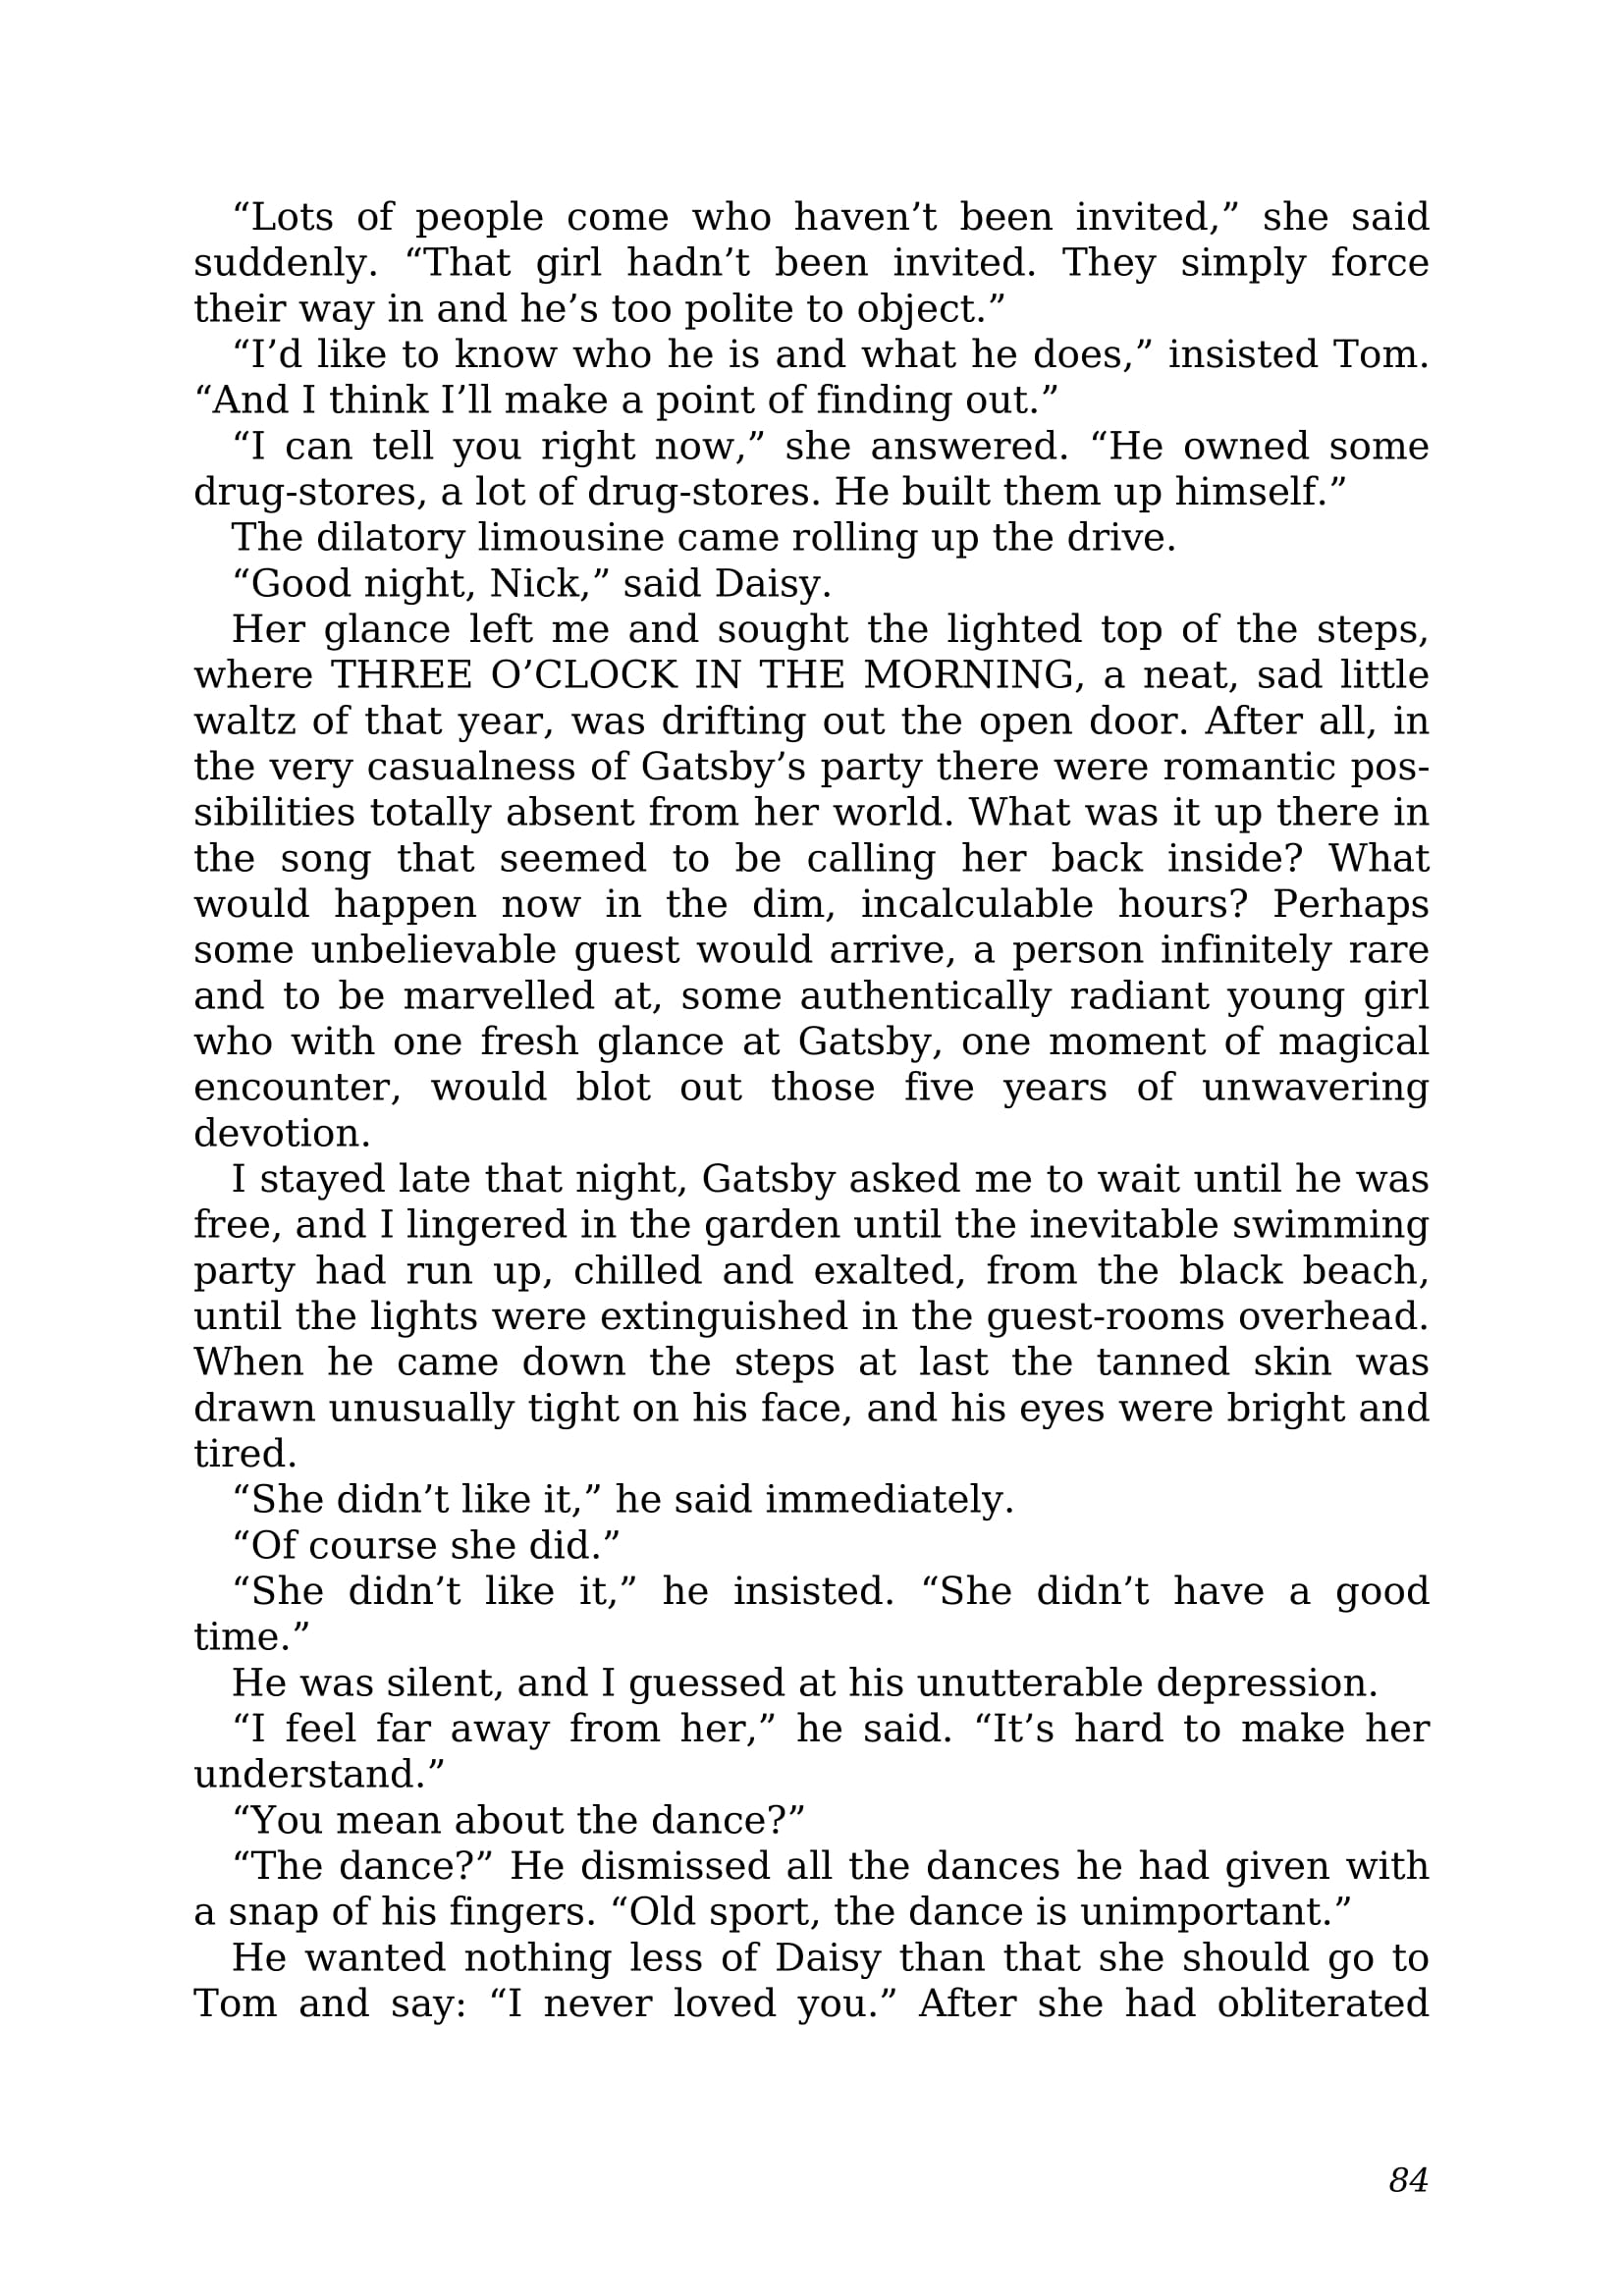 “Lots of people come who haven’t been invited,” she said
suddenly. “That girl hadn’t been invited. They simply force
their way in and he’s too polite to object.”
“I’d like to know who he is and what he does,” insisted Tom.
“And I think I’ll make a point of finding out.”
“I can tell you right now,” she answered. “He owned some
drug-stores, a lot of drug-stores. He built them up himself.”
The dilatory limousine came rolling up the drive.
“Good night, Nick,” said Daisy.
Her glance left me and sought the lighted top of the steps,
where THREE O’CLOCK IN THE MORNING, a neat, sad little
waltz of that year, was drifting out the open door. After all, in
the very casualness of Gatsby’s party there were romantic pos-
sibilities totally absent from her world. What was it up there in
the song that seemed to be calling her back inside? What
would happen now in the dim, incalculable hours? Perhaps
some unbelievable guest would arrive, a person infinitely rare
and to be marvelled at, some authentically radiant young girl
who with one fresh glance at Gatsby, one moment of magical
encounter, would blot out those five years of unwavering
devotion.
I stayed late that night, Gatsby asked me to wait until he was
free, and I lingered in the garden until the inevitable swimming
party had run up, chilled and exalted, from the black beach,
until the lights were extinguished in the guest-rooms overhead.
When he came down the steps at last the tanned skin was
drawn unusually tight on his face, and his eyes were bright and
tired.
“She didn’t like it,” he said immediately.
“Of course she did.”
“She didn’t like it,” he insisted. “She didn’t have a good
time.”
He was silent, and I guessed at his unutterable depression.
“I feel far away from her,” he said. “It’s hard to make her
understand.”
“You mean about the dance?”
“The dance?” He dismissed all the dances he had given with
a snap of his fingers. “Old sport, the dance is unimportant.”
He wanted nothing less of Daisy than that she should go to
Tom and say: “I never loved you.” After she had obliterated
84